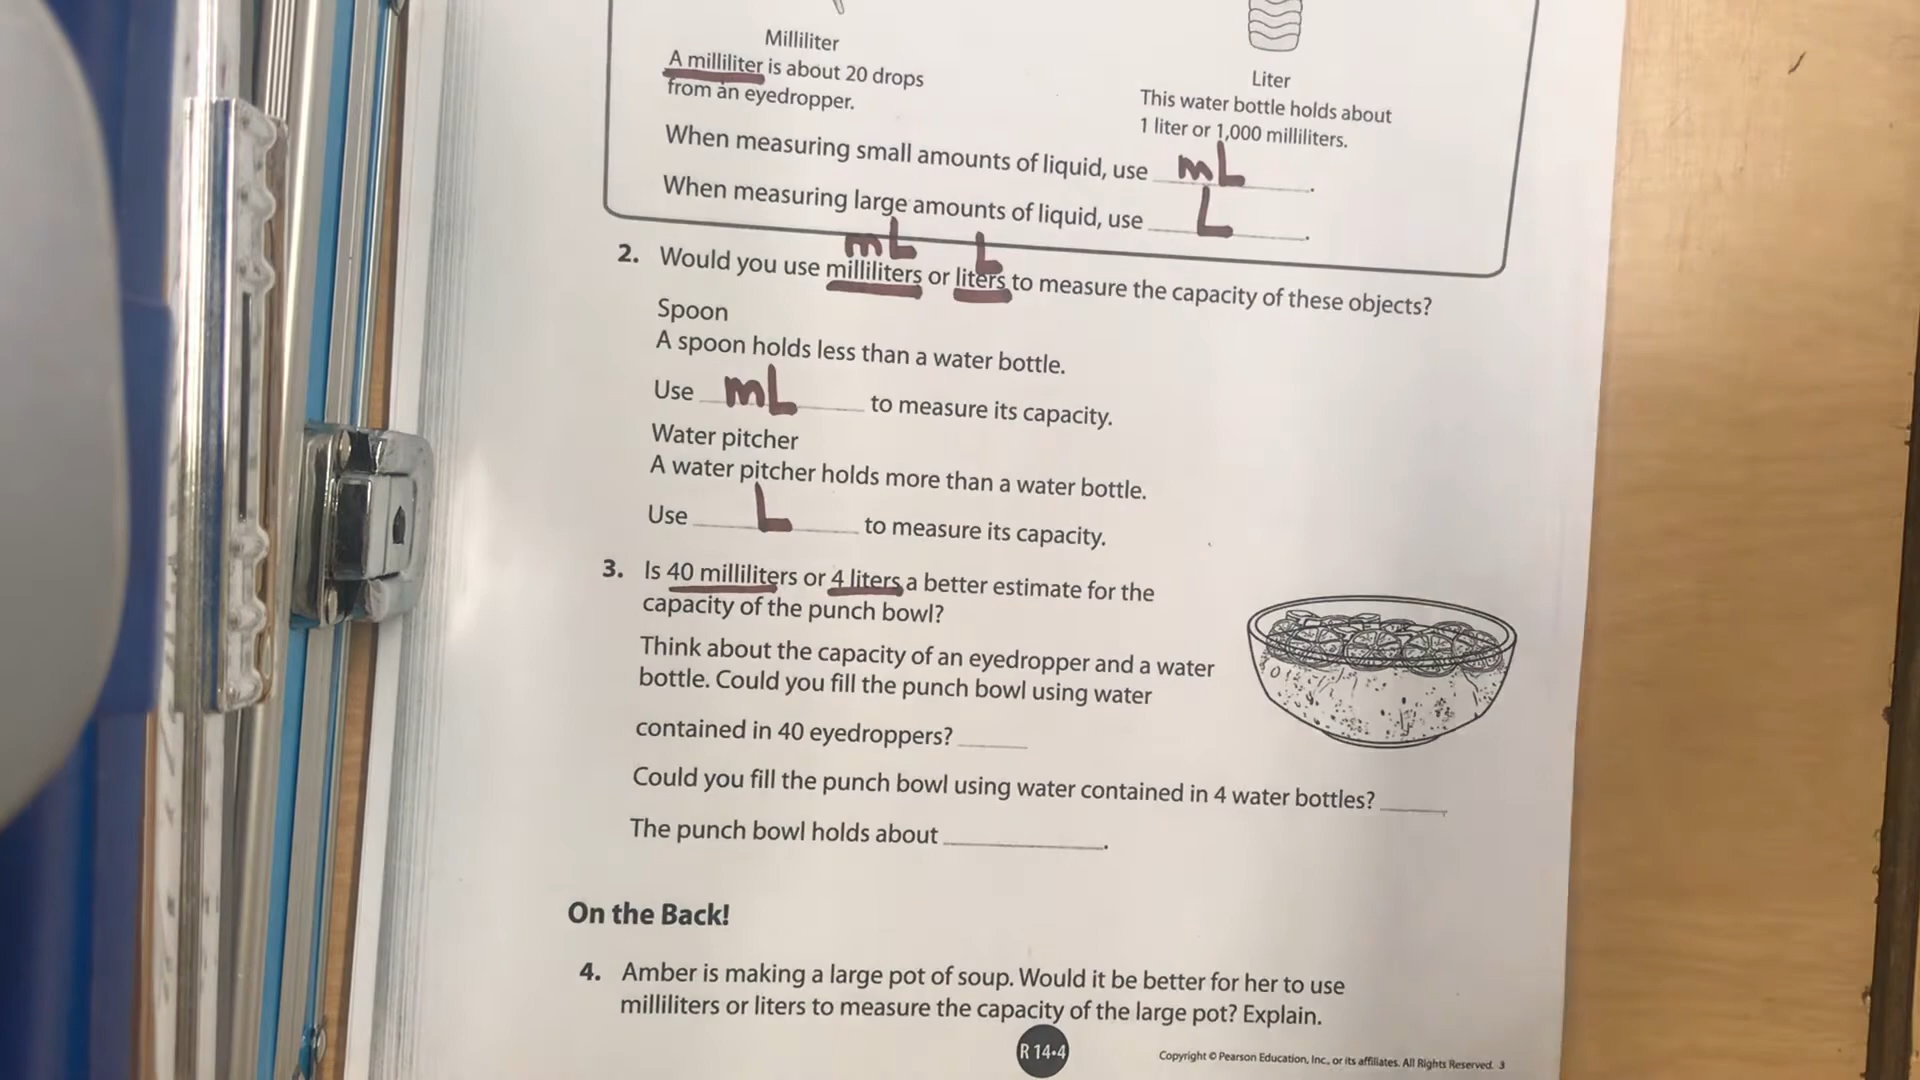 Milliliter
A milliliter is about 20 drops
from an eyedropper.
Liter
This water bottle holds about
1 liter or 1,000 milliliters.
When measuring small amounts of liquid, use mL.
When measuring large amounts of liquid, use L.
mL L
2. Would you use milliliters or liters to measure the capacity of these objects?
Spoon
A spoon holds less than a water bottle.
Use mL to measure its capacity.
Water pitcher
A water pitcher holds more than a water bottle.
Use L to measure its capacity.
3. Is 40 milliliters or 4 liters a better estimate for the
capacity of the punch bowl?
Think about the capacity of an eyedropper and a water
bottle. Could you fill the punch bowl using water
contained in 40 eyedroppers? ____
Could you fill the punch bowl using water contained in 4 water bottles? ____
The punch bowl holds about ____.
On the Back!
4. Amber is making a large pot of soup. Would it be better for her to use
milliliters or liters to measure the capacity of the large pot? Explain.
R 14•4
Copyright © Pearson Education, Inc., or its affiliates. All Rights Reserved. 3